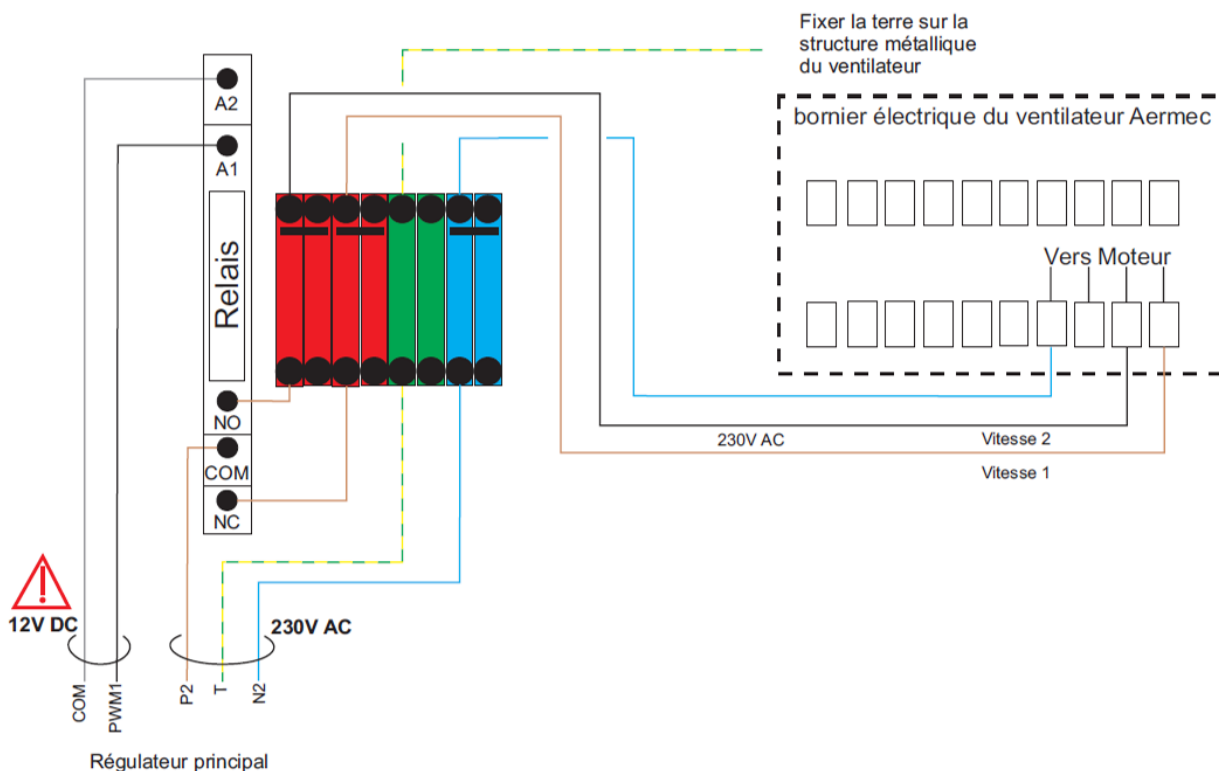 Fixer la terre sur la
structure métallique
du ventilateur
bornier électrique du ventilateur Aermec
A2
A1
Relais
Vers Moteur
NO
COM
NC
230V AC
Vitesse 2
Vitesse 1
12V DC
230V AC
COM
PWM1
P2
T
N2
Régulateur principal